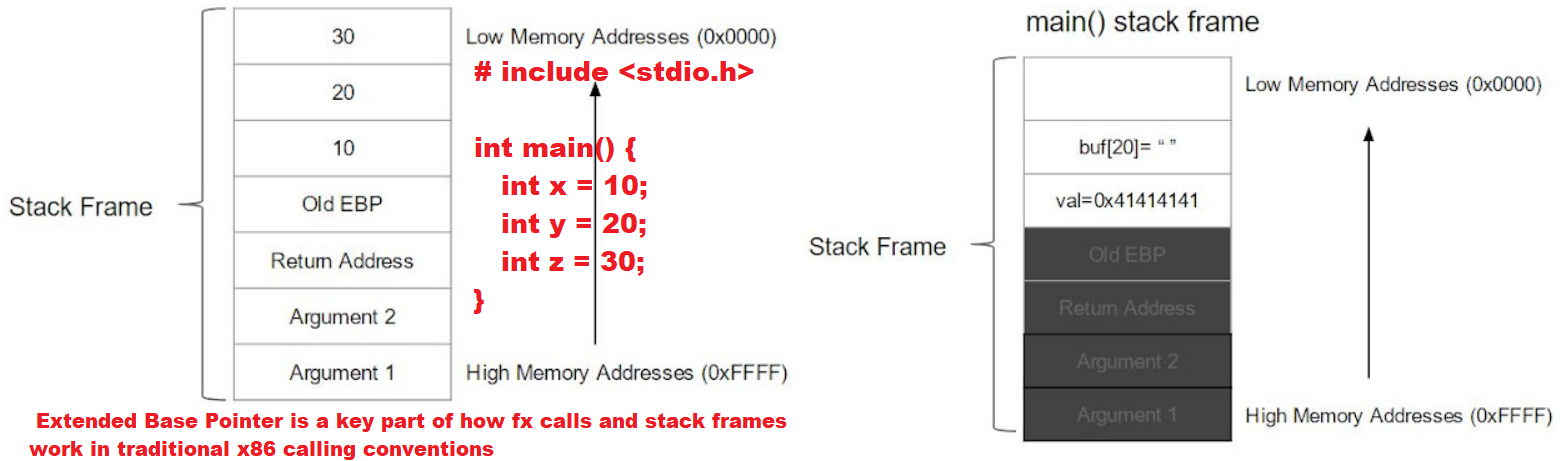 30
Low Memory Addresses (0x0000)
# include <stdio.h>
20
10
int main() {
int x = 10;
int y = 20;
int z = 30;
}
Stack Frame
Old EBP
Return Address
Argument 2
Argument 1
High Memory Addresses (0xFFFF)
Extended Base Pointer is a key part of how fx calls and stack frames
work in traditional x86 calling conventions
main() stack frame
Low Memory Addresses (0x0000)
buf[20]= “ ”
val=0x41414141
Stack Frame
Old EBP
Return Address
Argument 2
Argument 1
High Memory Addresses (0xFFFF)